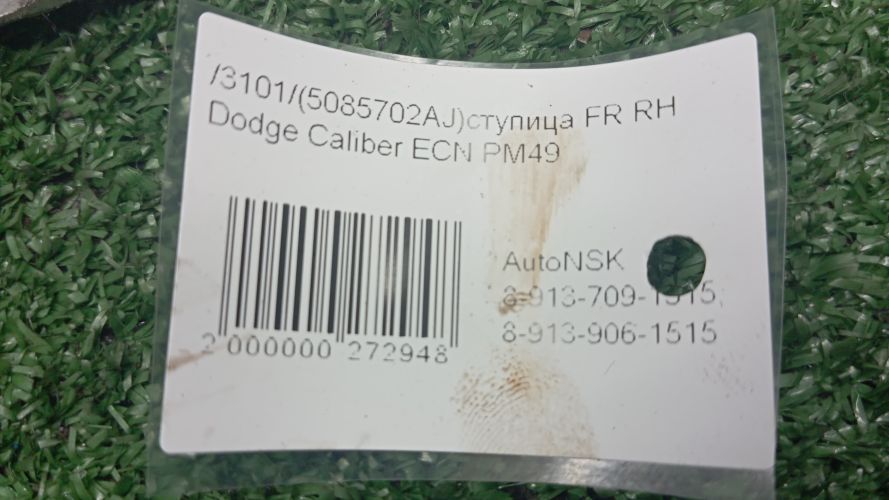 /3101/(5085702AJ)ступица FR RH
Dodge Caliber ECN PM49
AutoNSK
8-913-709-1515,
8-913-906-1515
2 000000 272948